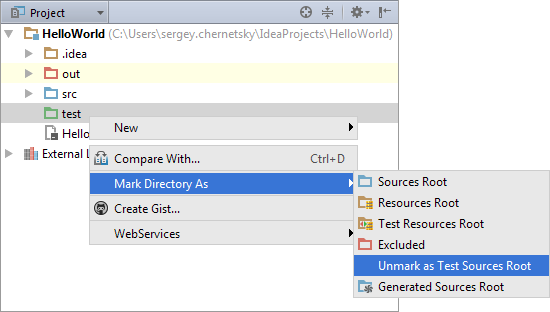 Project
HelloWorld (C:\Users\sergey.chernetsky\IdeaProjects\HelloWorld)
.idea
out
src
test
Hello
External L
New
Compare With... Ctrl+D
Mark Directory As
Create Gist...
WebServices
Sources Root
Resources Root
Test Resources Root
Excluded
Unmark as Test Sources Root
Generated Sources Root